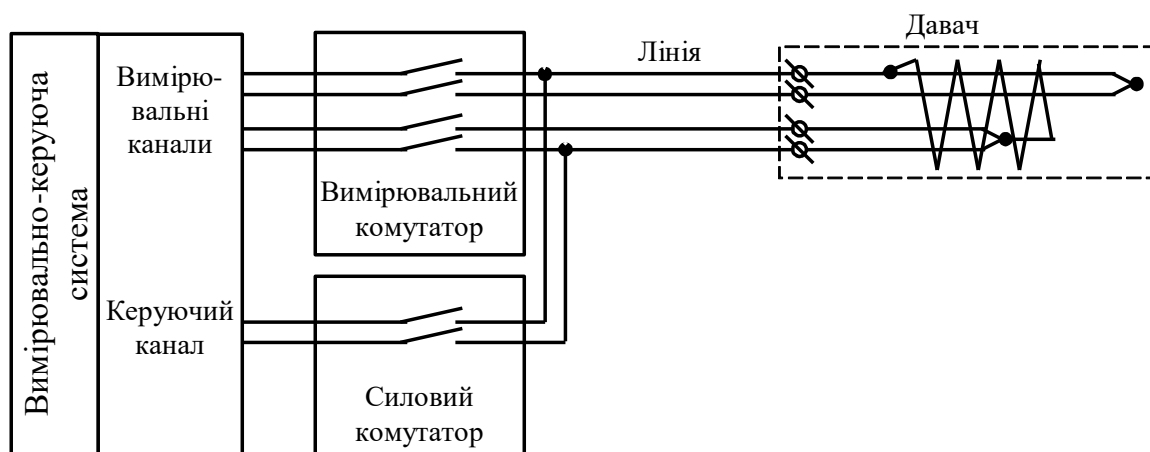 Вимірювально-керуюча
система
Вимірю-
вальні
канали
Керуючий
канал
Вимірювальний
комутатор
Силовий
комутатор
Лінія
Давач